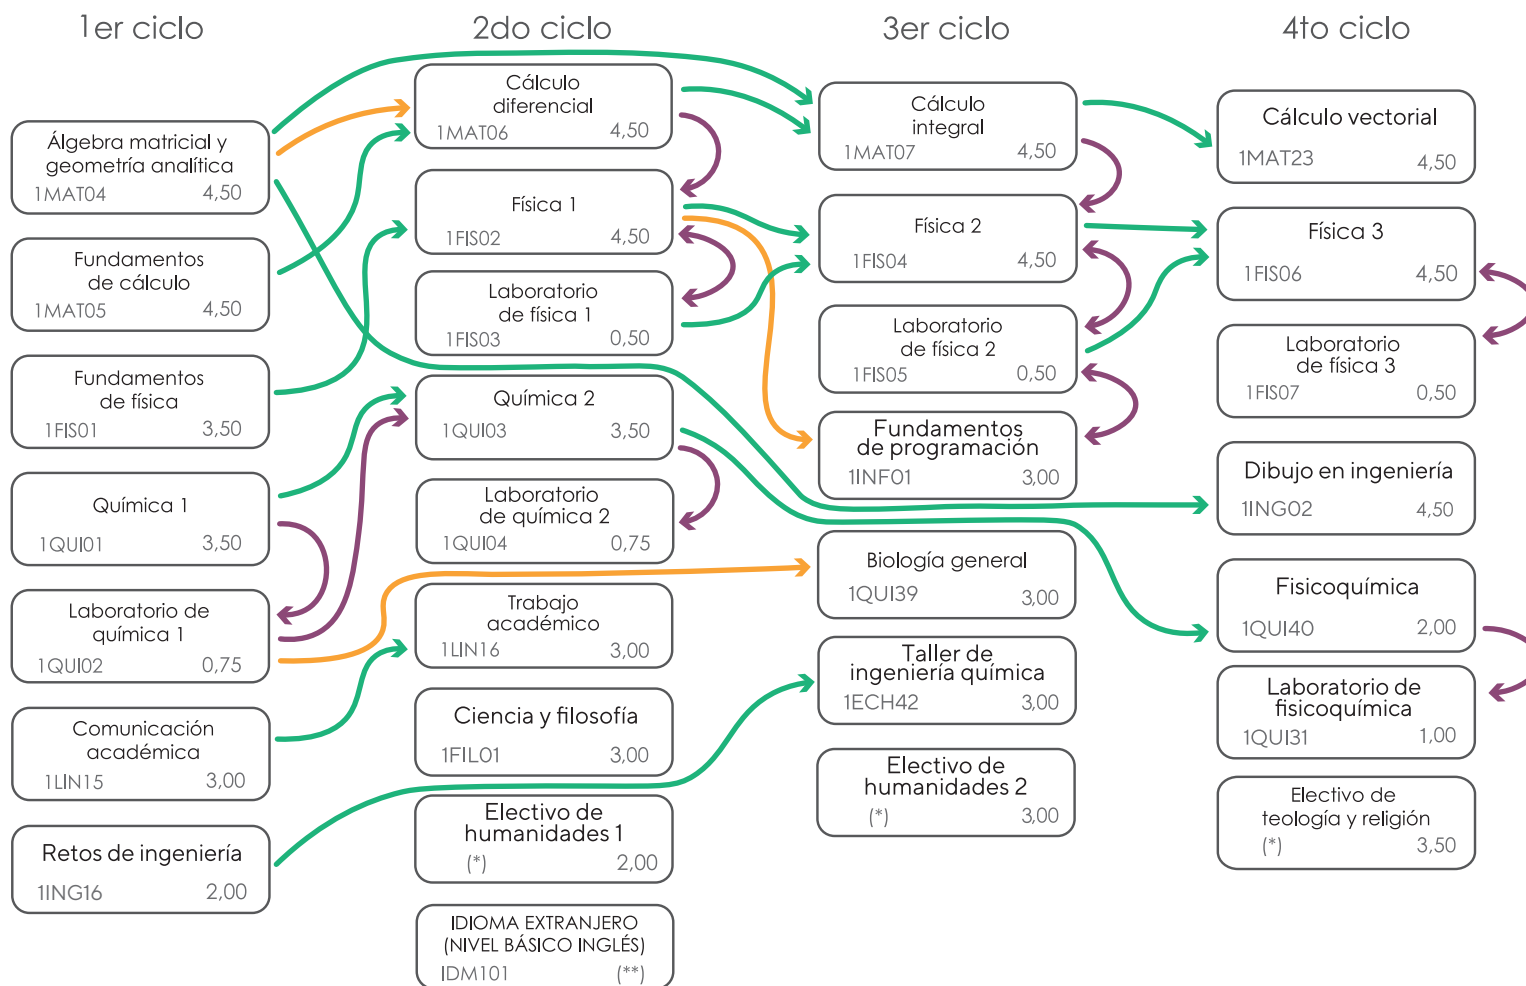 1er ciclo
2do ciclo
3er ciclo
4to ciclo
Álgebra matricial y
geometría analítica
1MAT04 4,50
Fundamentos
de cálculo
1MAT05 4,50
Fundamentos
de física
1FIS01 3,50
Química 1
1QUI01 3,50
Laboratorio de
química 1
1QUI02 0,75
Comunicación
académica
1LIN15 3,00
Retos de ingeniería
1ING16 2,00
Cálculo
diferencial
1MAT06 4,50
Física 1
1FIS02 4,50
Laboratorio
de física 1
1FIS03 0,50
Química 2
1QUI03 3,50
Laboratorio
de química 2
1QUI04 0,75
Trabajo
académico
1LIN16 3,00
Ciencia y filosofía
1FIL01 3,00
Electivo de
humanidades 1
(*) 2,00
IDIOMA EXTRANJERO
(NIVEL BÁSICO INGLÉS)
IDM101 (**)
Cálculo
integral
1MAT07 4,50
Física 2
1FIS04 4,50
Laboratorio
de física 2
1FIS05 0,50
Fundamentos
de programación
1INF01 3,00
Biología general
1QUI39 3,00
Taller de
ingeniería química
1ECH42 3,00
Electivo de
humanidades 2
(*) 3,00
Cálculo vectorial
1MAT23 4,50
Física 3
1FIS06 4,50
Laboratorio
de física 3
1FIS07 0,50
Dibujo en ingeniería
1ING02 4,50
Fisicoquímica
1QUI40 2,00
Laboratorio de
fisicoquímica
1QUI31 1,00
Electivo de
teología y religión
(*) 3,50